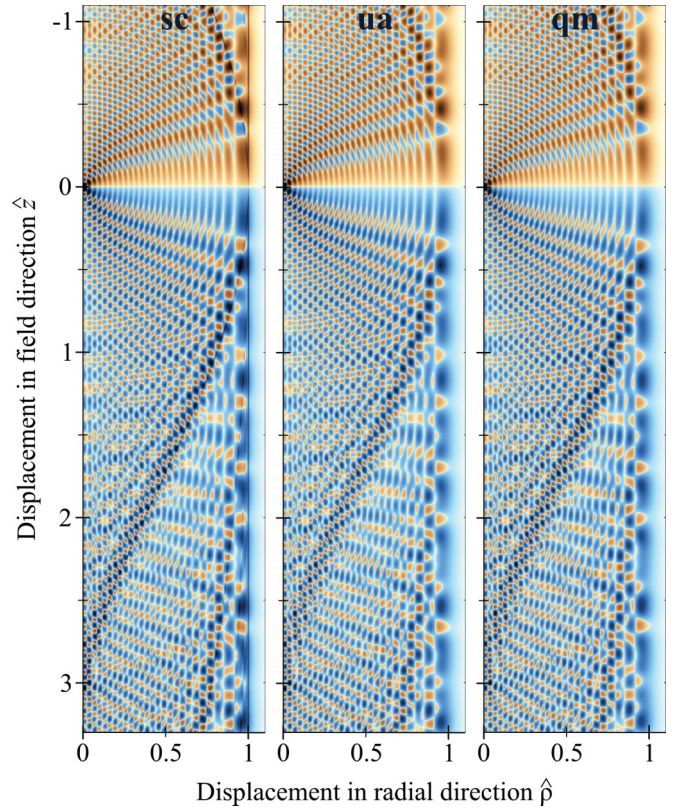 sc ua qm
-1
0
1
2
3
Displacement in field direction ẑ
0 0.5 1 0 0.5 1 0 0.5 1
Displacement in radial direction ρ̂